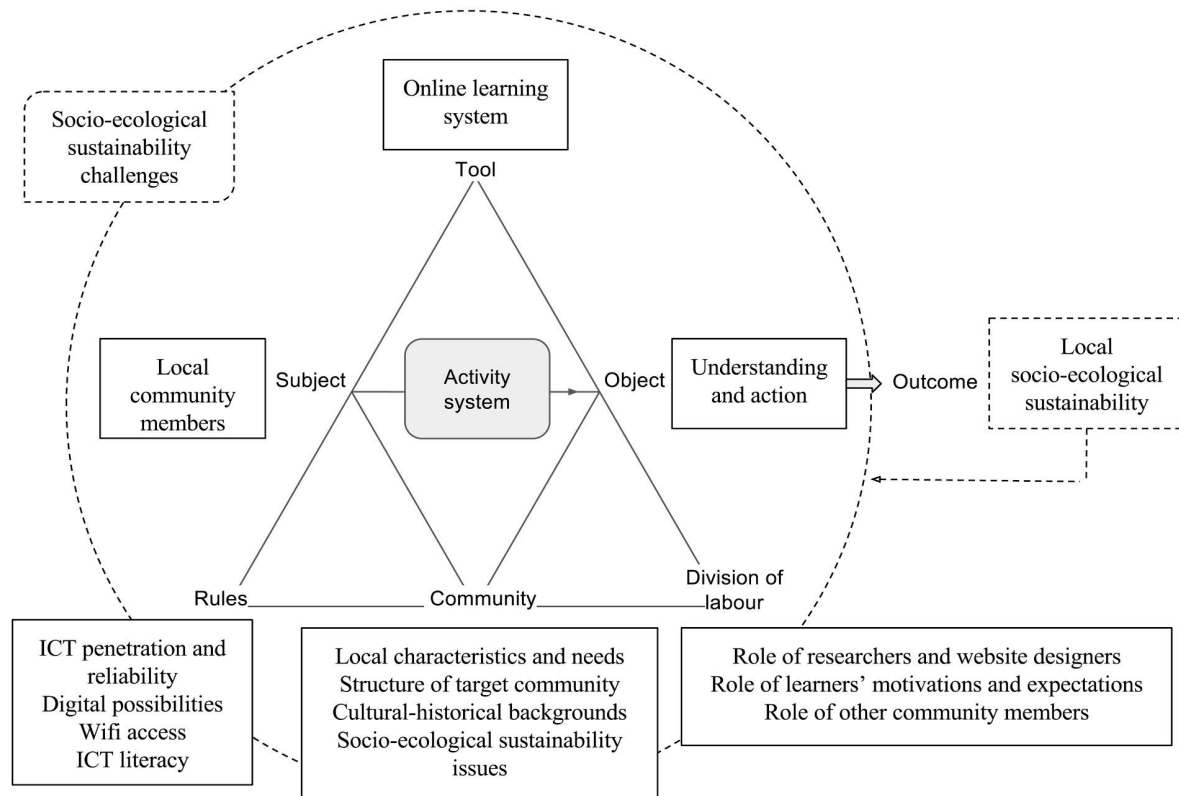 Online learning
system
Tool
Socio-ecological
sustainability
challenges
Local
community
members
Subject
Activity
system
Object
Understanding
and action
Outcome
Local
socio-ecological
sustainability
Rules
Community
Division of
labour
ICT penetration and
reliability
Digital possibilities
Wifi access
ICT literacy
Local characteristics and needs
Structure of target community
Cultural-historical backgrounds
Socio-ecological sustainability
issues
Role of researchers and website designers
Role of learners’ motivations and expectations
Role of other community members